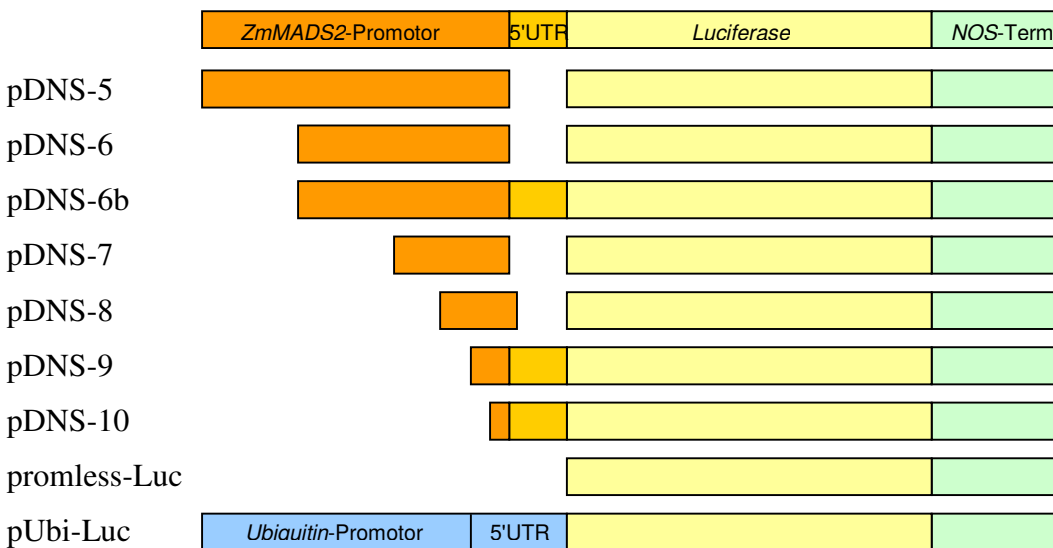 ZmMADS2-Promotor 5'UTR Luciferase NOS-Term
pDNS-5
pDNS-6
pDNS-6b
pDNS-7
pDNS-8
pDNS-9
pDNS-10
promless-Luc
pUbi-Luc Ubiquitin-Promotor 5'UTR